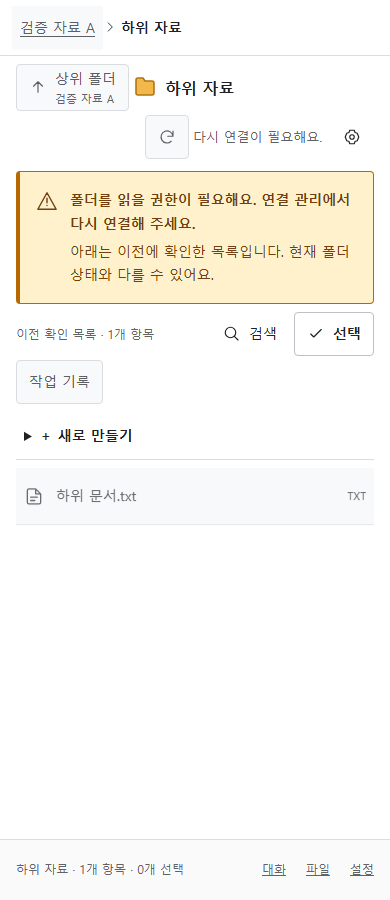 검증 자료 A > 하위 자료
상위 폴더
검증 자료 A
하위 자료
다시 연결이 필요해요.
폴더를 읽을 권한이 필요해요. 연결 관리에서
다시 연결해 주세요.
아래는 이전에 확인한 목록입니다. 현재 폴더
상태와 다를 수 있어요.
이전 확인 목록 · 1개 항목
검색
선택
작업 기록
+ 새로 만들기
하위 문서.txt
TXT
하위 자료 · 1개 항목 · 0개 선택
대화
파일
설정